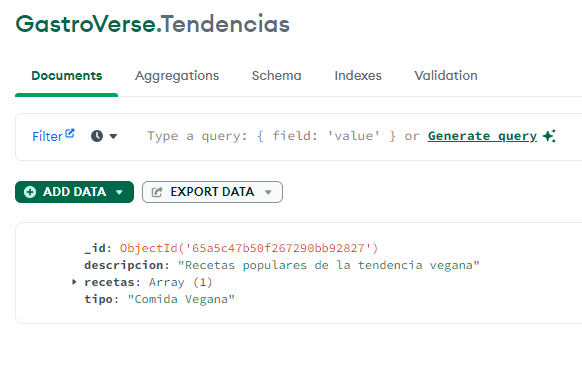 GastroVerse.Tendencias
Documents Aggregations Schema Indexes Validation
Filter Type a query: { field: 'value' } or Generate query
ADD DATA EXPORT DATA
_id: ObjectId('65a5c47b50f267290bb92827')
descripcion: "Recetas populares de la tendencia vegana"
recetas: Array (1)
tipo: "Comida Vegana"